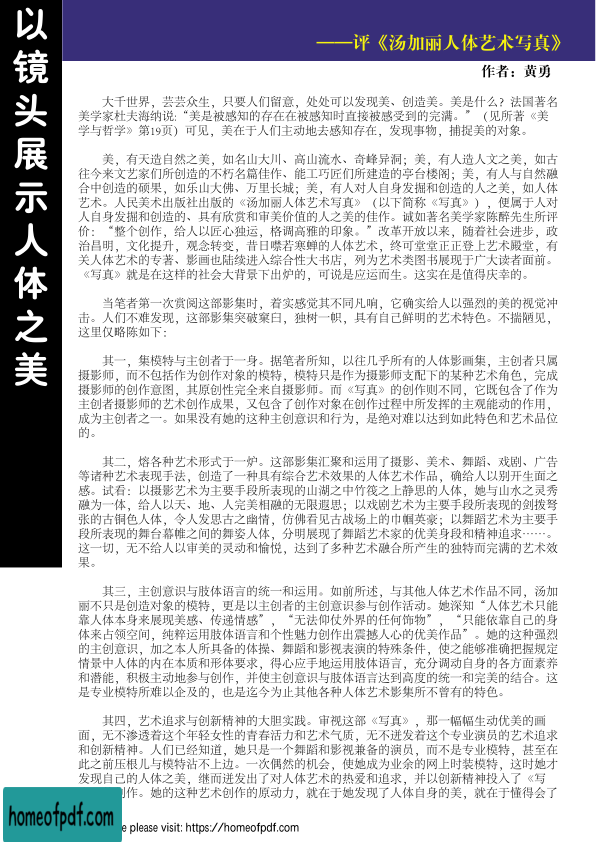 以镜头展示人体之美
——评《汤加丽人体艺术写真》
作者：黄勇
大千世界，芸芸众生，只要人们留意，处处可以发现美、创造美。美是什么？法国著名
美学家杜夫海纳说:“美是被感知的存在在被感知时直接被感受到的完满。”（见所著《美
学与哲学》第19页）可见，美在于人们主动地去感知存在，发现事物，捕捉美的对象。
美，有天造自然之美，如名山大川、高山流水、奇峰异洞；美，有人造人文之美，如古
往今来文艺家们所创造的不朽名篇佳作、能工巧匠们所建造的亭台楼阁；美，有人与自然融
合中创造的硕果，如乐山大佛、万里长城；美，有人对人自身发掘和创造的人之美，如人体
艺术。人民美术出版社出版的《汤加丽人体艺术写真》（以下简称《写真》），便属于人对
人自身发掘和创造的、具有欣赏和审美价值的人之美的佳作。诚如著名美学家陈醉先生所评
价：“整个创作，给人以匠心独运，格调高雅的印象。”改革开放以来，随着社会进步，政
治昌明，文化提升，观念转变，昔日噤若寒蝉的人体艺术，终可堂堂正正登上艺术殿堂，有
关人体艺术的专著、影画也陆续进入综合性大书店，列为艺术类图书展现于广大读者面前。
《写真》就是在这样的社会大背景下出炉的，可说是应运而生。这实在是值得庆幸的。
当笔者第一次赏阅这部影集时，着实感觉其不同凡响，它确实给人以强烈的美的视觉冲
击。人们不难发现，这部影集突破窠臼，独树一帜，具有自己鲜明的艺术特色。不揣陋见，
这里仅略陈如下：
其一，集模特与主创者于一身。据笔者所知，以往几乎所有的人体影画集，主创者只属
摄影师，而不包括作为创作对象的模特，模特只是作为摄影师支配下的某种艺术角色，完成
摄影师的创作意图，其原创性完全来自摄影师。而《写真》的创作则不同，它既包含了作为
主创者摄影师的艺术创作成果，又包含了创作对象在创作过程中所发挥的主观能动的作用，
成为主创者之一。如果没有她的这种主创意识和行为，是绝对难以达到如此特色和艺术品位
的。
其二，熔各种艺术形式于一炉。这部影集汇聚和运用了摄影、美术、舞蹈、戏剧、广告
等诸种艺术表现手法，创造了一种具有综合艺术效果的人体艺术作品，确给人以别开生面之
感。试看：以摄影艺术为主要手段所表现的山湖之中竹筏之上静思的人体，她与山水之灵秀
融为一体，给人以天、地、人完美相融的无限遐思；以戏剧艺术为主要手段所表现的剑拨弩
张的古铜色人体，令人发思古之幽情，仿佛看见古战场上的巾帼英豪；以舞蹈艺术为主要手
段所表现的舞台幕帷之间的舞姿人体，分明展现了舞蹈艺术家的优美身段和精神追求……。
这一切，无不给人以审美的灵动和愉悦，达到了多种艺术融合所产生的独特而完满的艺术效
果。
其三，主创意识与肢体语言的统一和运用。如前所述，与其他人体艺术作品不同，汤加
丽不只是创造对象的模特，更是以主创者的主创意识参与创作活动。她深知“人体艺术只能
靠人体本身来展现美感、传递情感”，“无法仰仗外界的任何饰物”，“只能依靠自己的身
体来占领空间，纯粹运用肢体语言和个性魅力创作出震撼人心的优美作品”。她的这种强烈
的主创意识，加之本人所具备的体操、舞蹈和影视表演的特殊条件，使之能够准确把握规定
情景中人体的内在本质和形体要求，得心应手地运用肢体语言，充分调动自身的各方面素养
和潜能，积极主动地参与创作，并使主创意识与肢体语言达到高度的统一和完美的结合。这
是专业模特所难以企及的，也是迄今为止其他各种人体艺术影集所不曾有的特色。
其四，艺术追求与创新精神的大胆实践。审视这部《写真》，那一幅幅生动优美的画
面，无不渗透着这个年轻女性的青春活力和艺术气质，无不迸发着这个专业演员的艺术追求
和创新精神。人们已经知道，她只是一个舞蹈和影视兼备的演员，而不是专业模特，甚至在
此之前压根儿与模特沾不上边。一次偶然的机会，使她成为业余的网上时装模特，这时她才
发现自己的人体之美，继而迸发出了对人体艺术的热爱和追求，并以创新精神投入了《写
创作。她的这种艺术创作的原动力，就在于她发现了人体自身的美，就在于懂得会了
homeofpdf.com
e please visit: https://homeofpdf.com